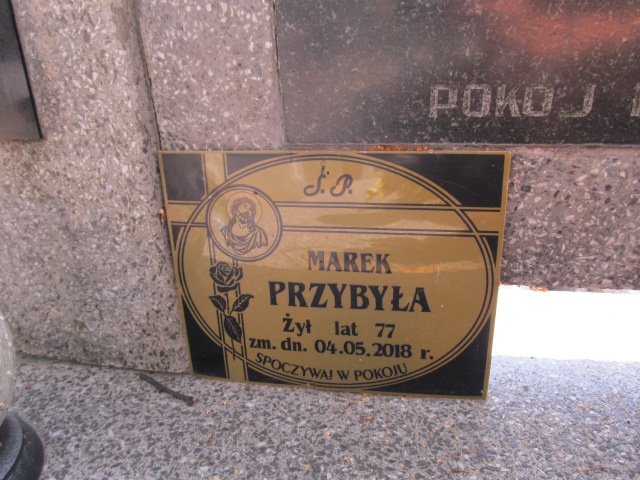 POKOJ
Ś.P.
MAREK
PRZYBYŁA
Żył lat 77
zm. dn. 04.05.2018 r.
SPOCZYWAJ W POKOJU